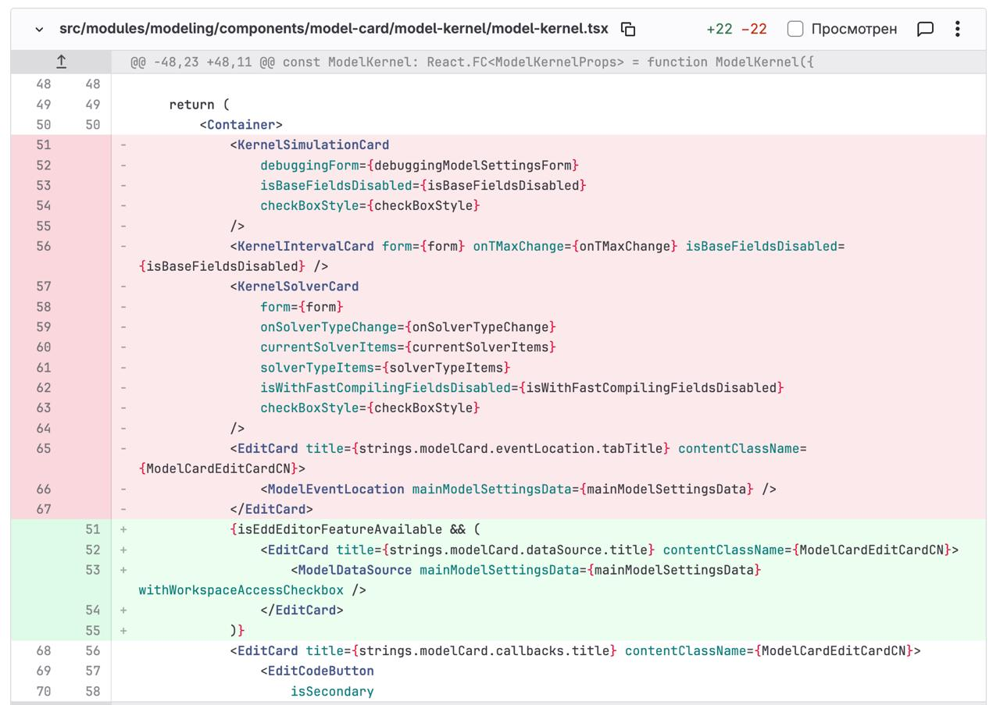 src/modules/modeling/components/model-card/model-kernel/model-kernel.tsx +22 −22 Просмотрен
@@ -48,23 +48,11 @@ const ModelKernel: React.FC<ModelKernelProps> = function ModelKernel({
48 48
49 49 return (
50 50 <Container>
51 - <KernelSimulationCard
52 - debuggingForm={debuggingModelSettingsForm}
53 - isBaseFieldsDisabled={isBaseFieldsDisabled}
54 - checkBoxStyle={checkBoxStyle}
55 - />
56 - <KernelIntervalCard form={form} onTMaxChange={onTMaxChange} isBaseFieldsDisabled=
{isBaseFieldsDisabled} />
57 - <KernelSolverCard
58 - form={form}
59 - onSolverTypeChange={onSolverTypeChange}
60 - currentSolverItems={currentSolverItems}
61 - solverTypeItems={solverTypeItems}
62 - isWithFastCompilingFieldsDisabled={isWithFastCompilingFieldsDisabled}
63 - checkBoxStyle={checkBoxStyle}
64 - />
65 - <EditCard title={strings.modelCard.eventLocation.tabTitle} contentClassName=
{ModelCardEditCardCN}>
66 - <ModelEventLocation mainModelSettingsData={mainModelSettingsData} />
67 - </EditCard>
51 + {isEddEditorFeatureAvailable && (
52 + <EditCard title={strings.modelCard.dataSource.title} contentClassName={ModelCardEditCardCN}>
53 + <ModelDataSource mainModelSettingsData={mainModelSettingsData}
withWorkspaceAccessCheckbox />
54 + </EditCard>
55 + )}
68 56 <EditCard title={strings.modelCard.callbacks.title} contentClassName={ModelCardEditCardCN}>
69 57 <EditCodeButton
70 58 isSecondary